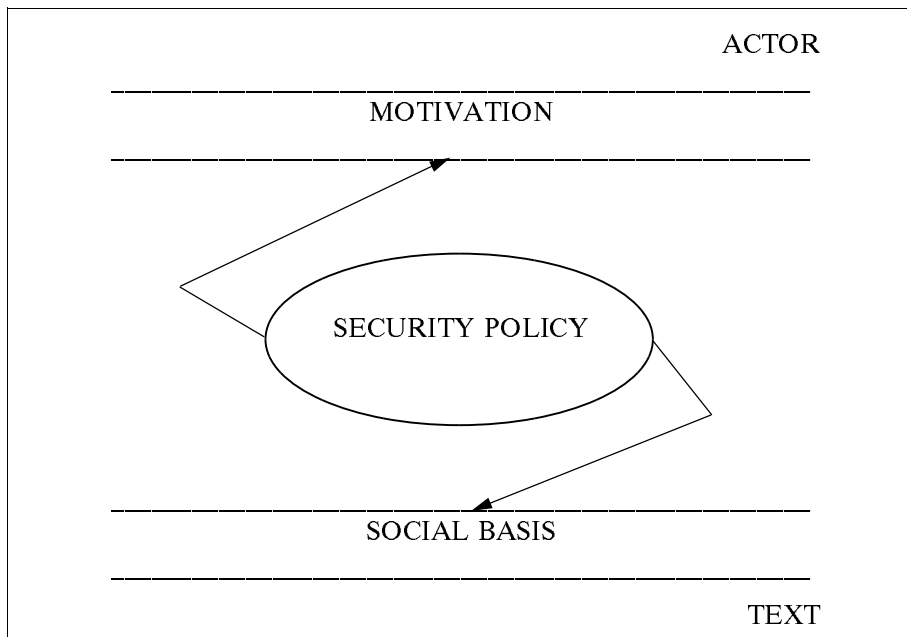 ACTOR
MOTIVATION
SECURITY POLICY
SOCIAL BASIS
TEXT